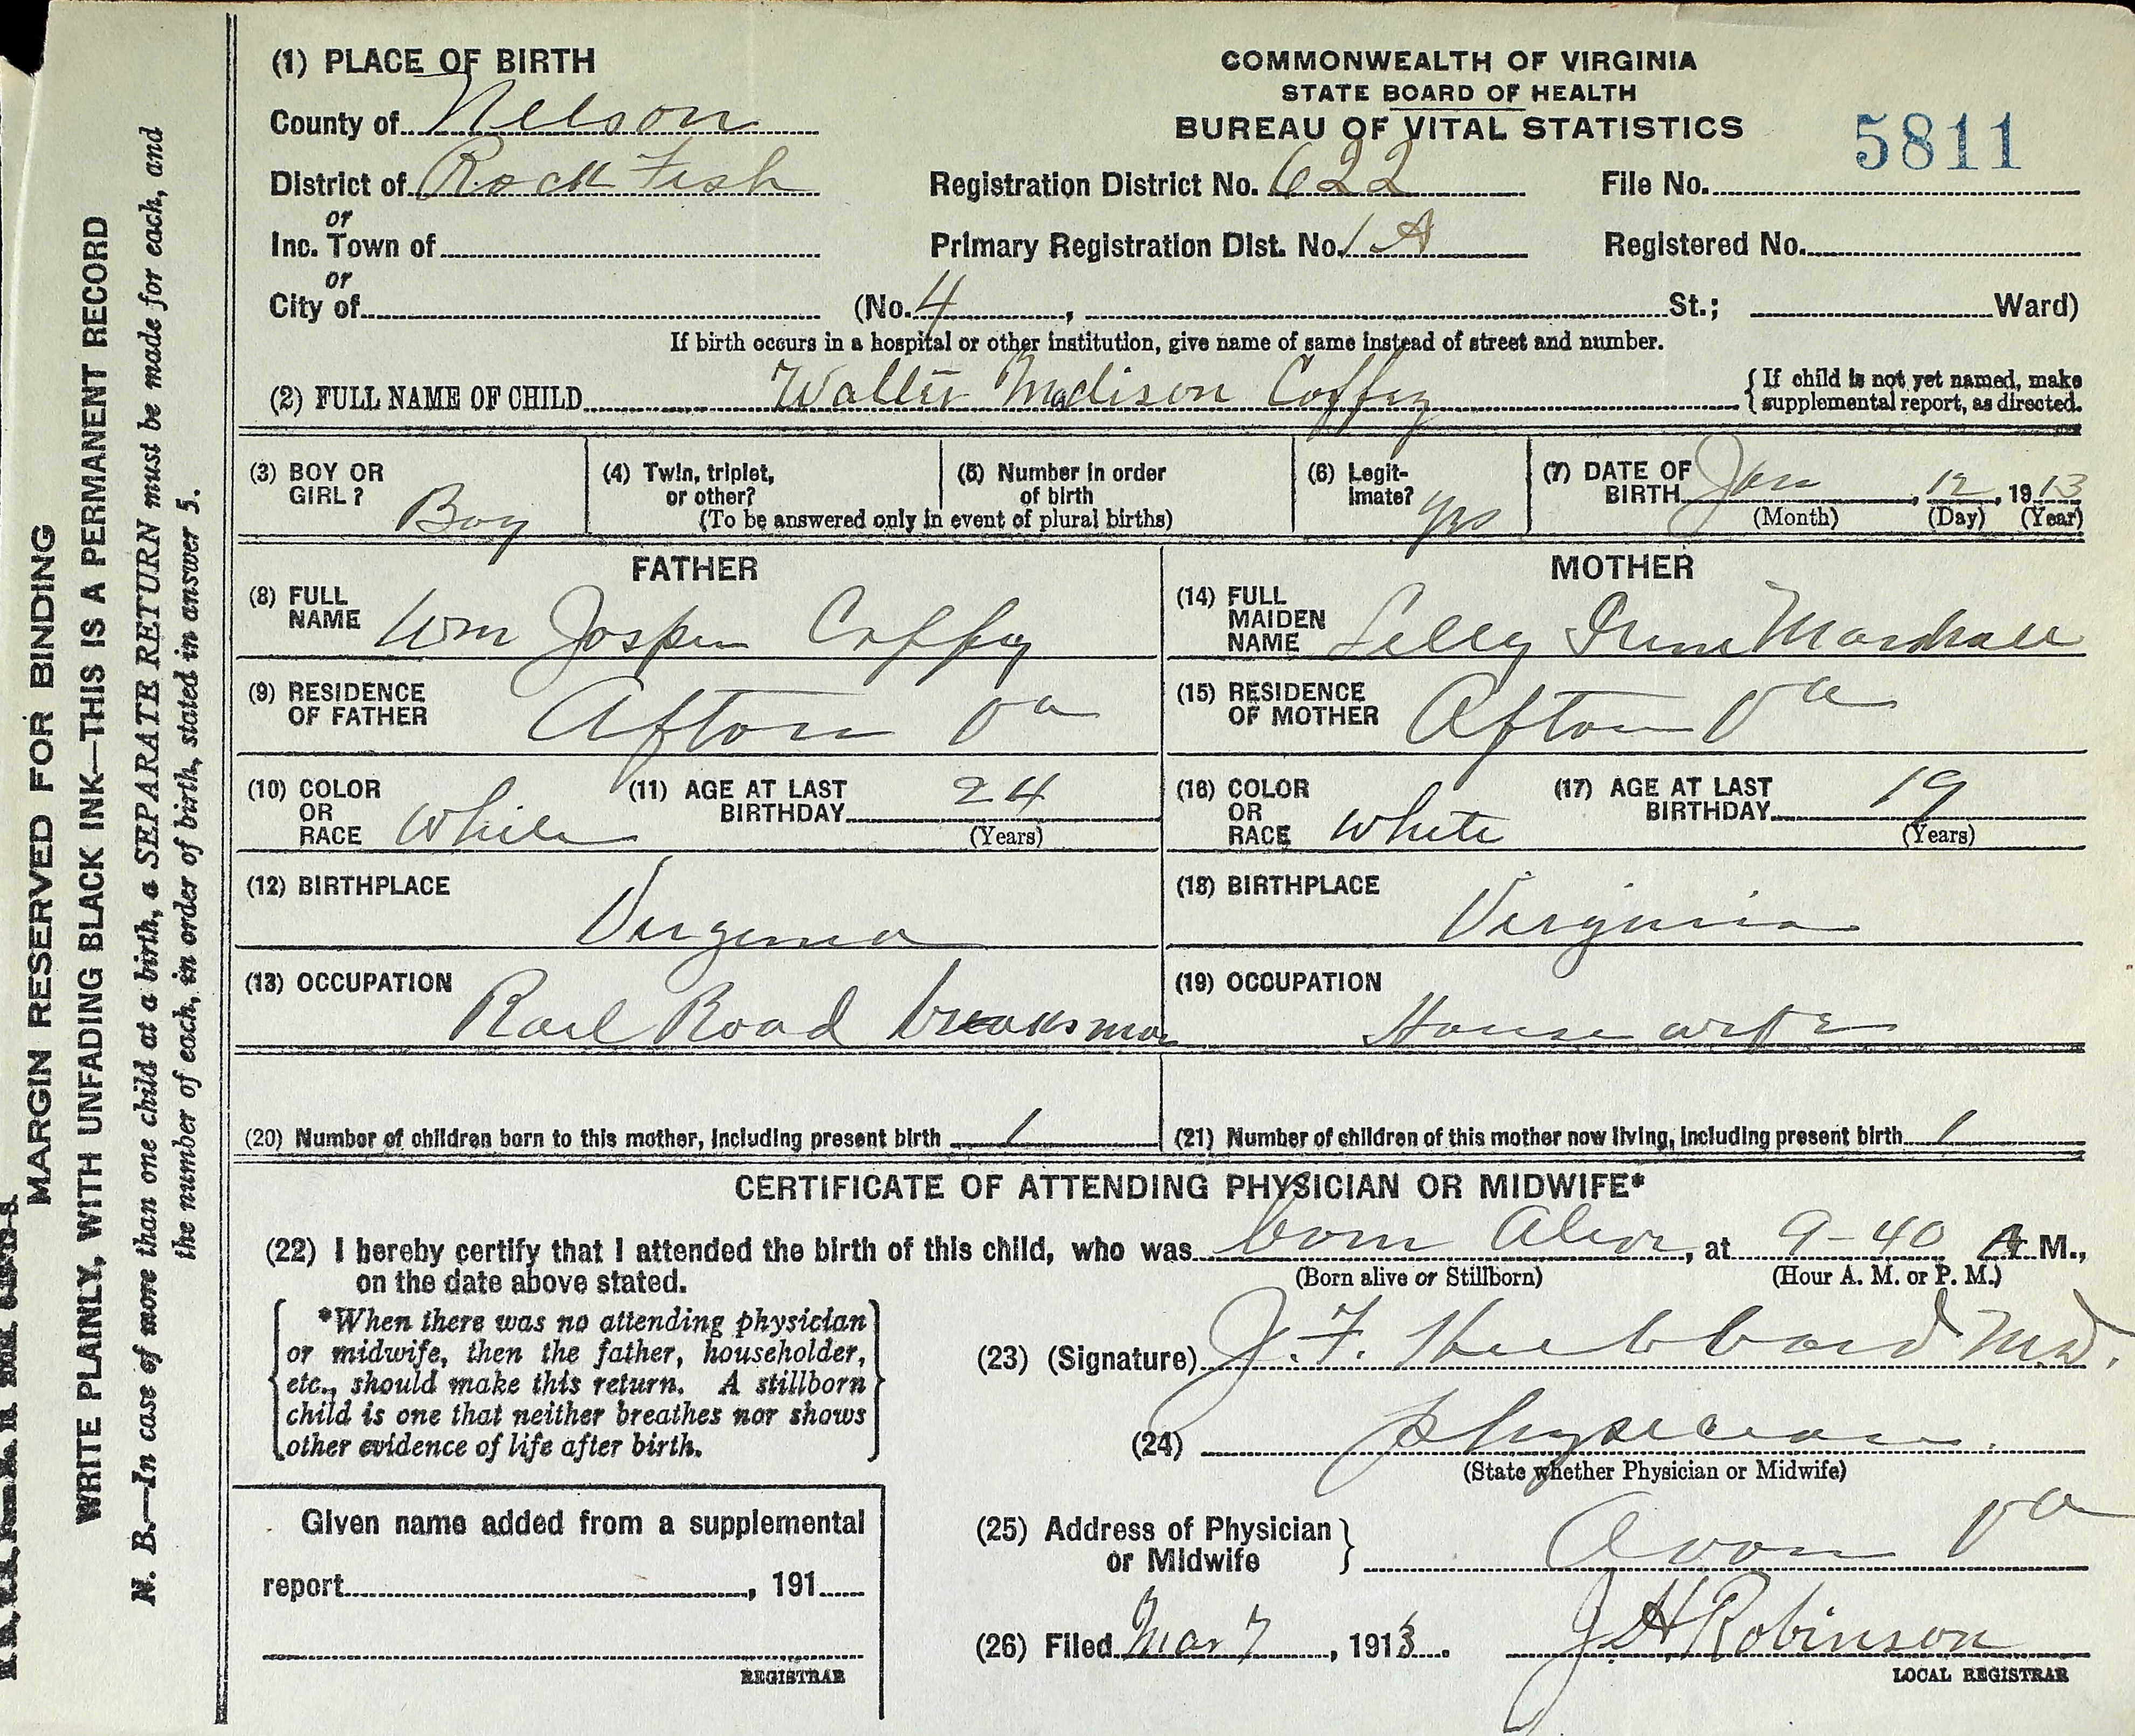 (1) PLACE OF BIRTH
COMMONWEALTH OF VIRGINIA
STATE BOARD OF HEALTH
BUREAU OF VITAL STATISTICS
5811
County of Nelson
District of Rock Fish
Registration District No. 622
File No.
or
Inc. Town of
Primary Registration Dist. No. 1 A
Registered No.
or
City of
(No. 4 , St.; Ward)
If birth occurs in a hospital or other institution, give name of same instead of street and number.
(2) FULL NAME OF CHILD Walter Madison Coffey
{ If child is not yet named, make
{ supplemental report, as directed.
(3) BOY OR GIRL? Boy
(4) Twin, triplet, or other?
(5) Number in order of birth
(To be answered only in event of plural births)
(6) Legit-imate? Yes
(7) DATE OF BIRTH Jan , 12 , 1913
(Month) (Day) (Year)
FATHER
(8) FULL NAME Wm Jospen Coffey
(9) RESIDENCE OF FATHER Afton Va
(10) COLOR OR RACE White
(11) AGE AT LAST BIRTHDAY 24
(Years)
(12) BIRTHPLACE Virginia
(13) OCCUPATION Rail Road breaksman
MOTHER
(14) FULL MAIDEN NAME Lilly Irene Marshall
(15) RESIDENCE OF MOTHER Afton Va
(16) COLOR OR RACE White
(17) AGE AT LAST BIRTHDAY 19
(Years)
(18) BIRTHPLACE Virginia
(19) OCCUPATION House wife
(20) Number of children born to this mother, including present birth 1
(21) Number of children of this mother now living, including present birth 1
CERTIFICATE OF ATTENDING PHYSICIAN OR MIDWIFE*
(22) I hereby certify that I attended the birth of this child, who was born alive, at 9-40 A M.,
(Born alive or Stillborn) (Hour A. M. or P. M.)
on the date above stated.
*When there was no attending physician
or midwife, then the father, householder,
etc., should make this return. A stillborn
child is one that neither breathes nor shows
other evidence of life after birth.
(23) (Signature) J. F. Hubbard M.D.
(24) Physician.
(State whether Physician or Midwife)
Given name added from a supplemental
report , 191
REGISTRAR
(25) Address of Physician or Midwife } Avon Va
(26) Filed Mar 7 , 1913. J H Robinson
LOCAL REGISTRAR
MARGIN RESERVED FOR BINDING
WRITE PLAINLY, WITH UNFADING BLACK INK—THIS IS A PERMANENT RECORD
N. B.—In case of more than one child at a birth, a SEPARATE RETURN must be made for each, and
the number of each, in order of birth, stated in answer 5.